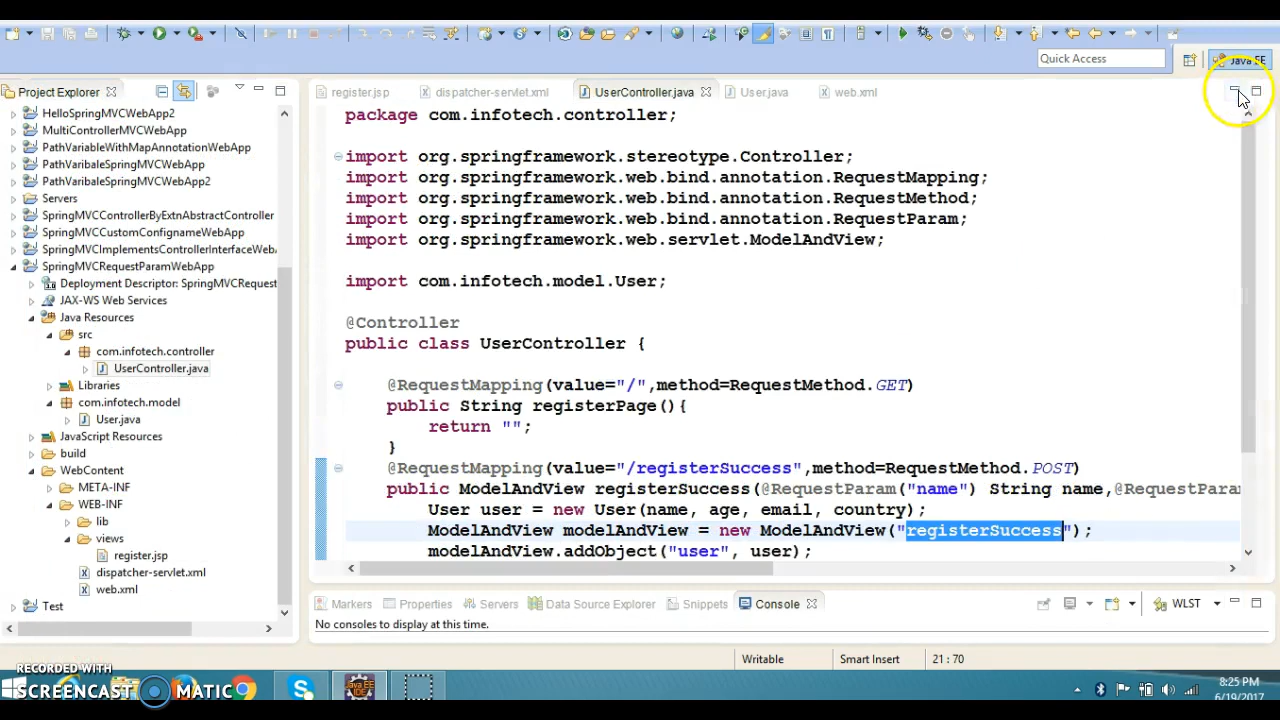 Quick Access
Java EE
Project Explorer
register.jsp
dispatcher-servlet.xml
UserController.java
User.java
web.xml
HelloSpringMVCWebApp2
MultiControllerMVCWebApp
PathVariableWithMapAnnotationWebApp
PathVaribaleSpringMVCWebApp
PathVaribaleSpringMVCWebApp2
Servers
SpringMVCControllerByExtnAbstractController
SpringMVCCustomConfignameWebApp
SpringMVCImplementsControllerInterfaceWebA
SpringMVCRequestParamWebApp
Deployment Descriptor: SpringMVCRequest
JAX-WS Web Services
Java Resources
src
com.infotech.controller
UserController.java
Libraries
com.infotech.model
User.java
JavaScript Resources
build
WebContent
META-INF
WEB-INF
lib
views
register.jsp
dispatcher-servlet.xml
web.xml
Test
package com.infotech.controller;
import org.springframework.stereotype.Controller;
import org.springframework.web.bind.annotation.RequestMapping;
import org.springframework.web.bind.annotation.RequestMethod;
import org.springframework.web.bind.annotation.RequestParam;
import org.springframework.web.servlet.ModelAndView;
import com.infotech.model.User;
@Controller
public class UserController {
@RequestMapping(value="/",method=RequestMethod.GET)
public String registerPage(){
return "";
}
@RequestMapping(value="/registerSuccess",method=RequestMethod.POST)
public ModelAndView registerSuccess(@RequestParam("name") String name,@RequestPara
User user = new User(name, age, email, country);
ModelAndView modelAndView = new ModelAndView("registerSuccess");
modelAndView.addObject("user", user);
Markers
Properties
Servers
Data Source Explorer
Snippets
Console
WLST
No consoles to display at this time.
Writable
Smart Insert
21 : 70
RECORDED WITH
SCREENCAST MATIC
Java EE
IDE
8:25 PM
6/19/2017